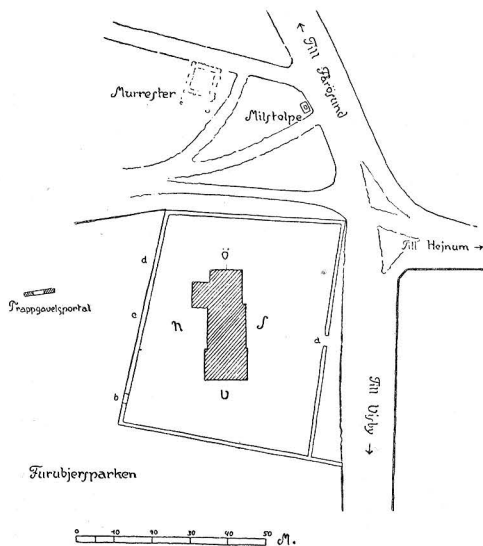 ← Till Fårösund
Murrester
Milstolpe
Till Hejnum →
Ö
d
Trappgavelsportal
c
N
S
d
b
V
Till Visby →
Furubjersparken
0 10 20 30 40 50 M.